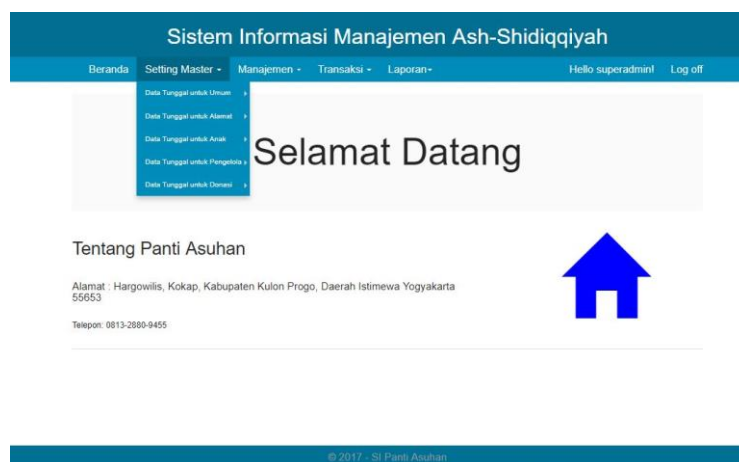 Sistem Informasi Manajemen Ash-Shidiqqiyah
Beranda Setting Master Manajemen Transaksi Laporan Hello superadmin! Log off
Data Tunggal untuk Umum
Data Tunggal untuk Alamat
Data Tunggal untuk Anak
Data Tunggal untuk Pengelola
Data Tunggal untuk Donasi
Selamat Datang
Tentang Panti Asuhan
Alamat : Hargowilis, Kokap, Kabupaten Kulon Progo, Daerah Istimewa Yogyakarta
55653
Telepon: 0813-2880-9455
© 2017 - SI Panti Asuhan